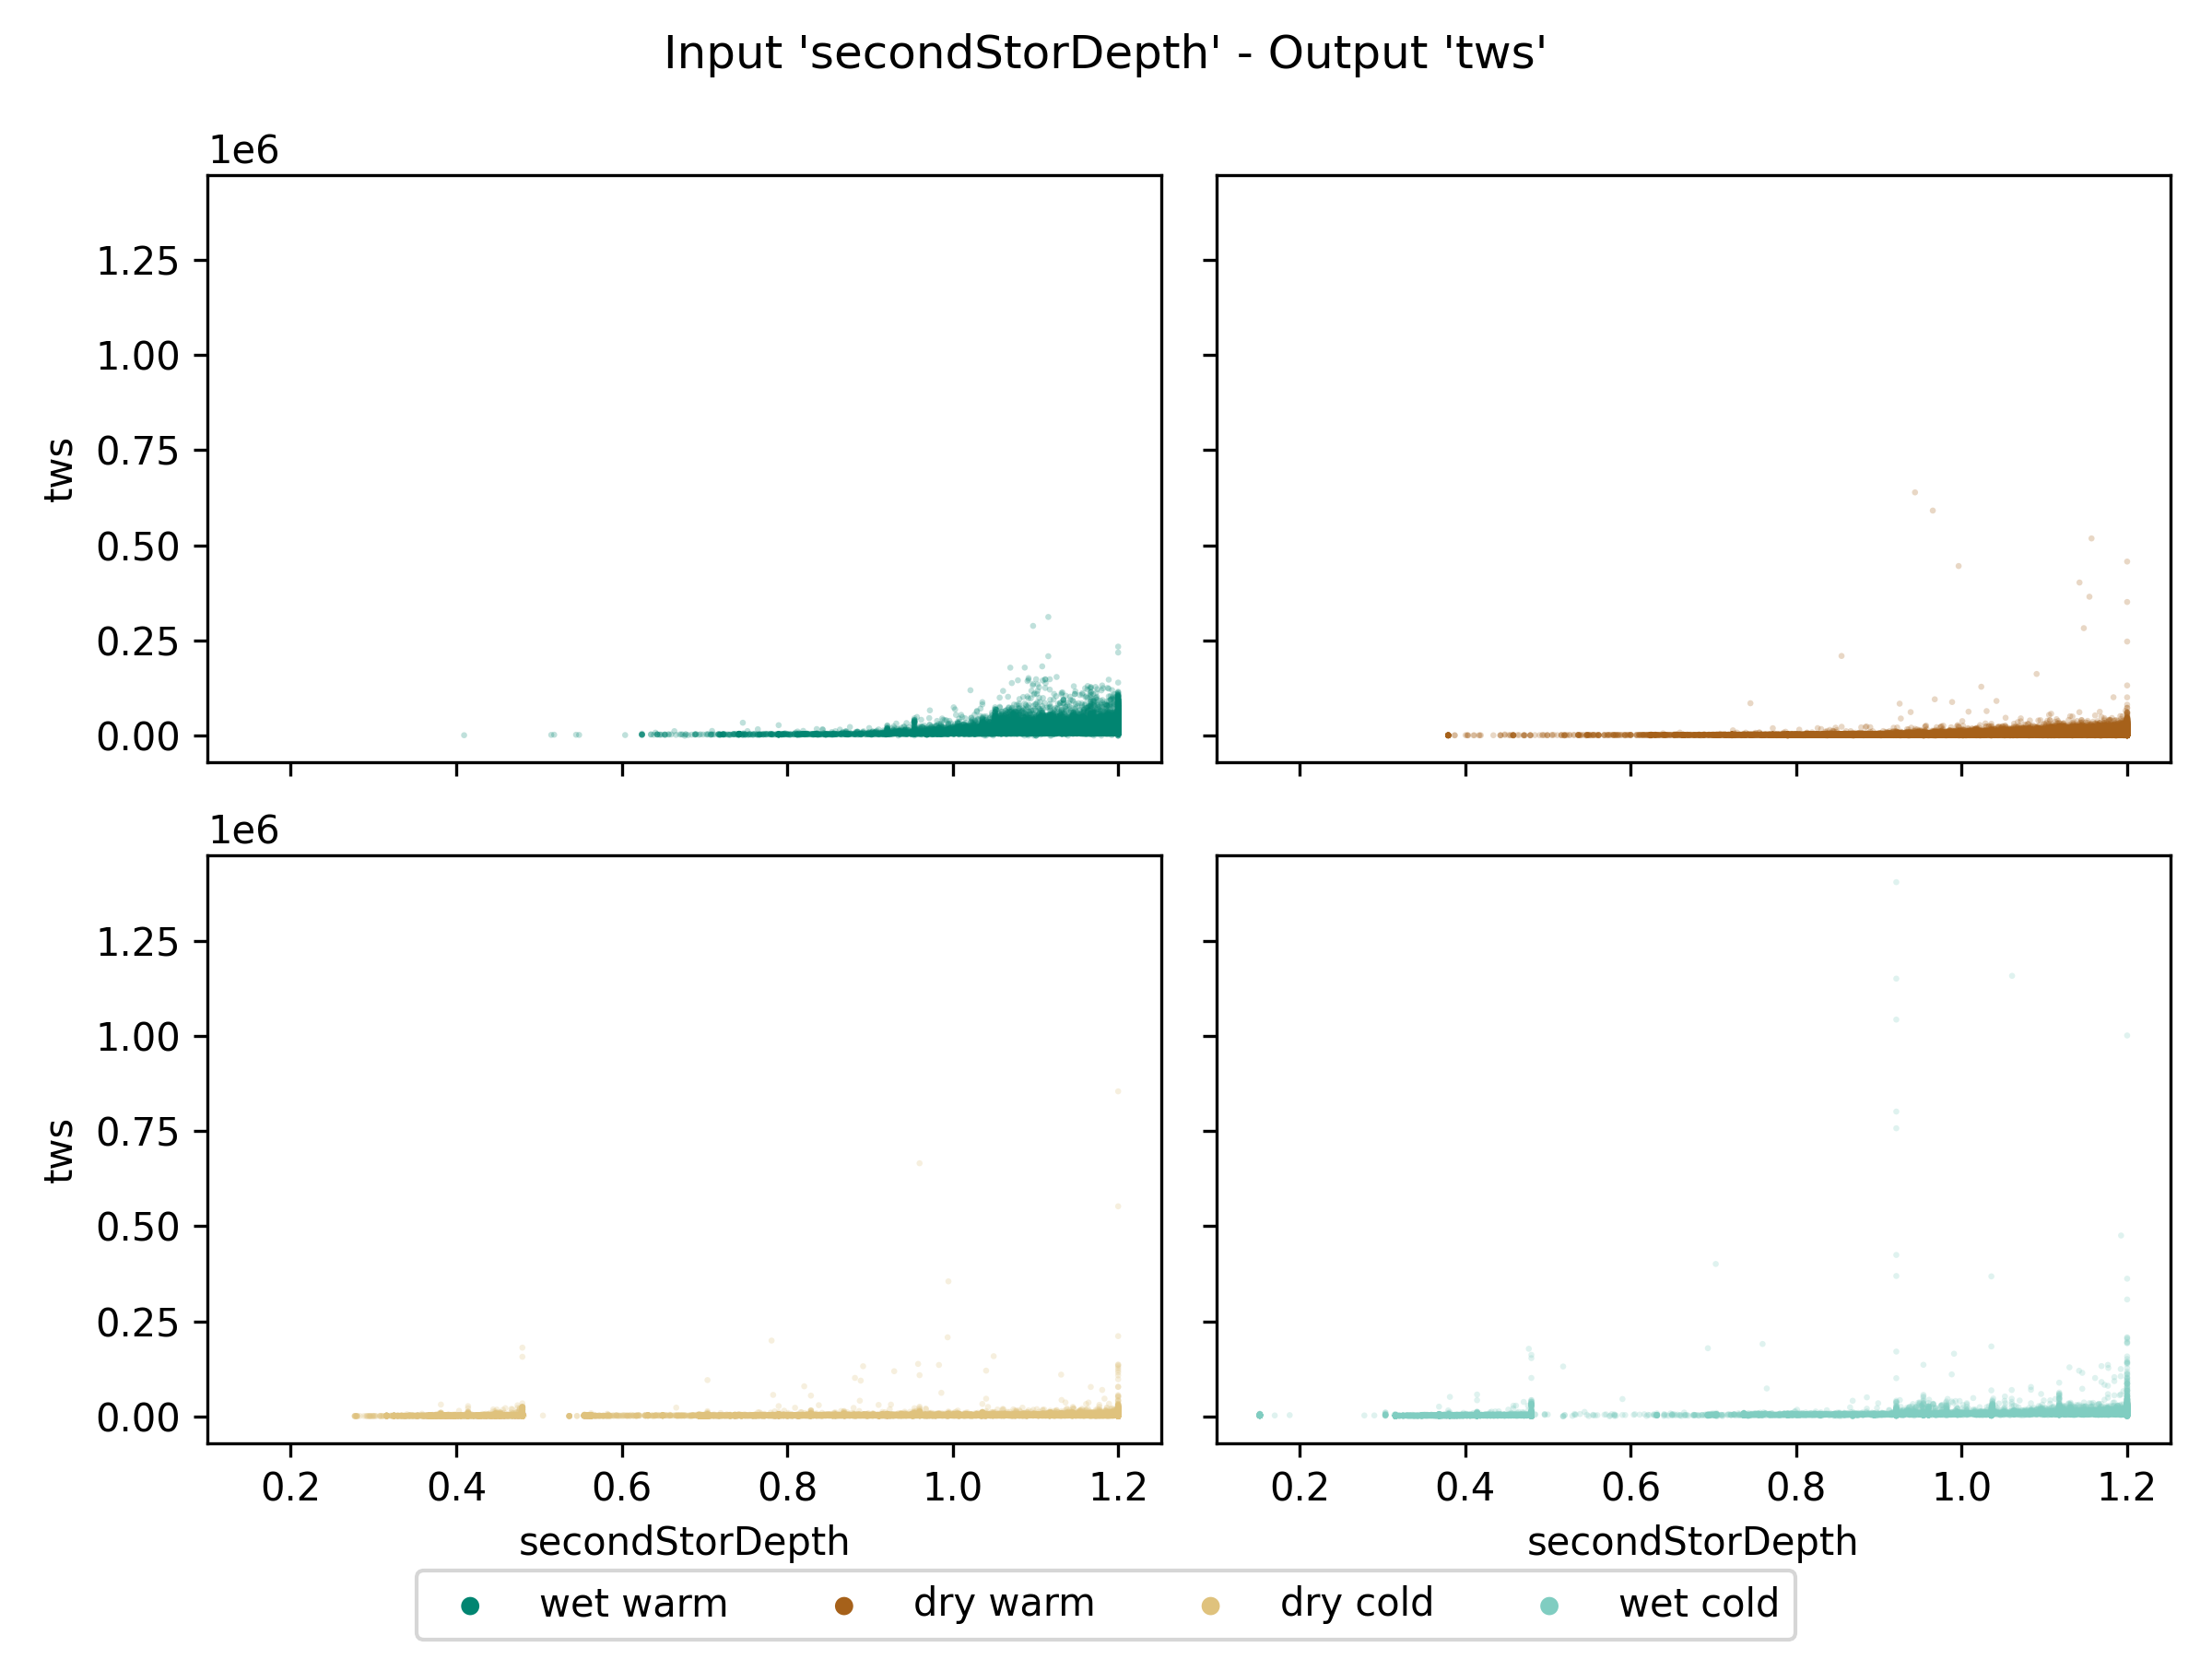 Input 'secondStorDepth' - Output 'tws'
1e6
1.25
1.00
0.75
0.50
0.25
0.00
tws
1e6
1.25
1.00
0.75
0.50
0.25
0.00
tws
0.2 0.4 0.6 0.8 1.0 1.2
0.2 0.4 0.6 0.8 1.0 1.2
secondStorDepth
secondStorDepth
wet warm dry warm dry cold wet cold